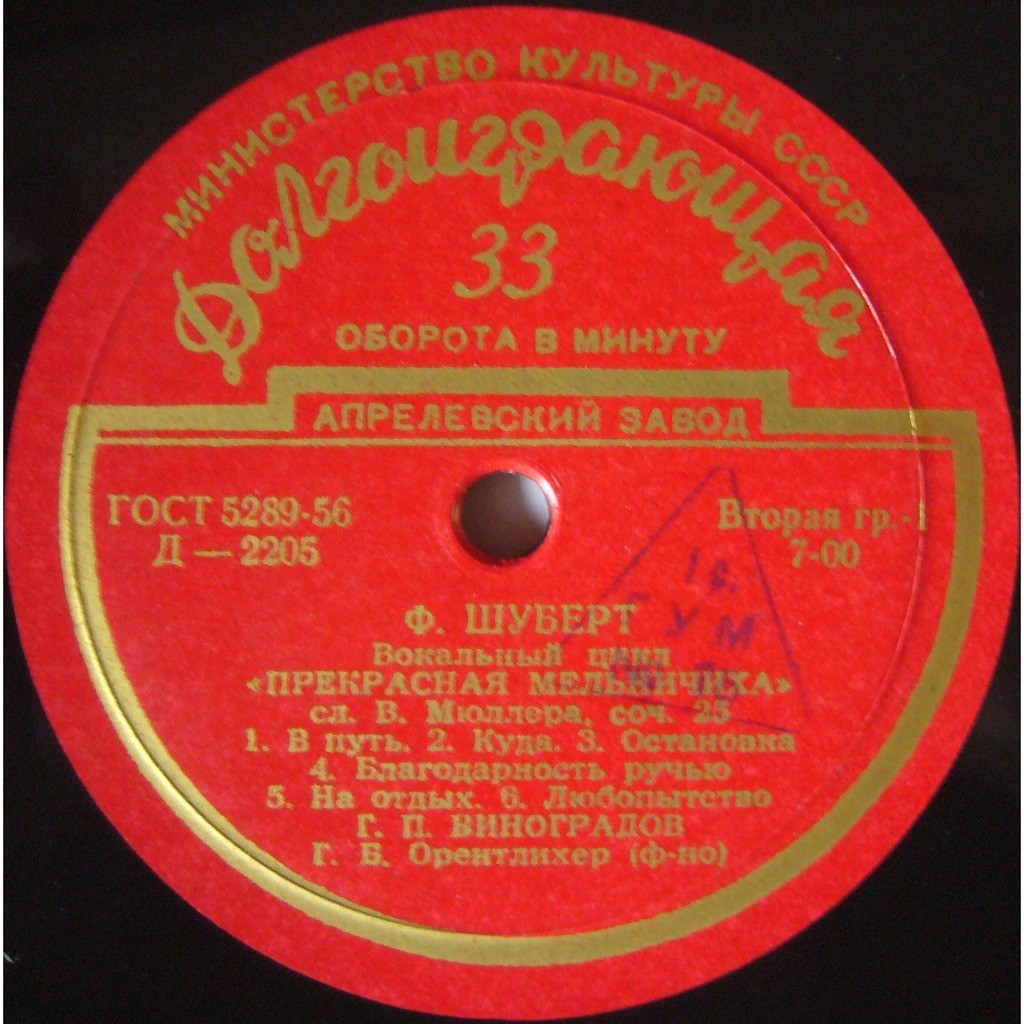 МИНИСТЕРСТВО КУЛЬТУРЫ СССР
Долгоиграющая
33
ОБОРОТА В МИНУТУ
АПРЕЛЕВСКИЙ ЗАВОД
ГОСТ 5289-56
Д — 2205
Вторая гр.-1
7-00
Ф. ШУБЕРТ
Вокальный цикл
«ПРЕКРАСНАЯ МЕЛЬНИЧИХА»
сл. В. Мюллера, соч. 25
1. В путь. 2. Куда. 3. Остановка
4. Благодарность ручью
5. На отдых. 6. Любопытство
Г. П. ВИНОГРАДОВ
Г. Б. Орентлихер (ф-но)